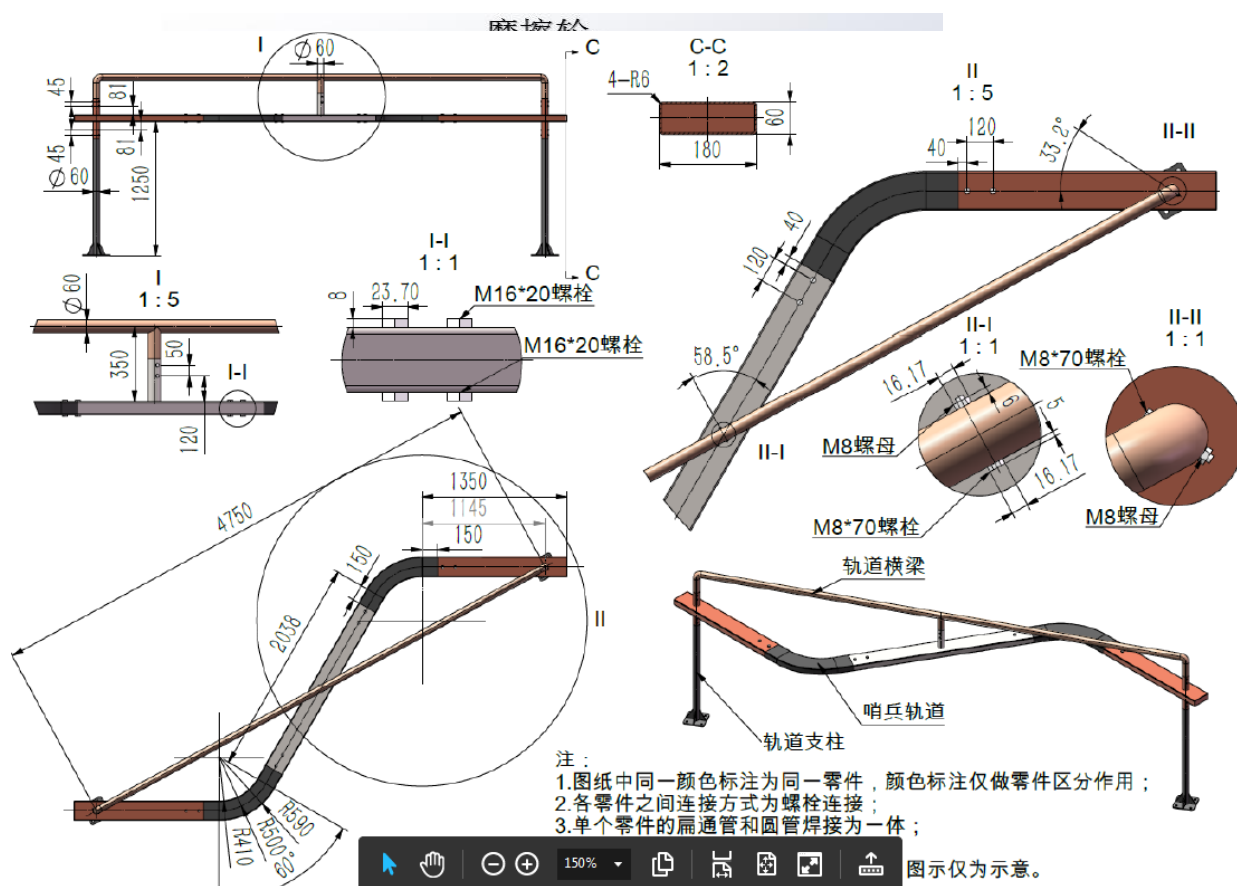 摩擦轮
I
∅60
C
45
81
45
81
∅60
1250
C
C-C
1:2
4-R6
60
180
II
1:5
120
40
33.2°
II-II
40
120
58.5°
II-I
I
1:5
∅60
350
50
I-I
120
I-I
1:1
8
23.70
M16*20螺栓
M16*20螺栓
II-I
1:1
16.17
6
5
M8螺母
16.17
M8*70螺栓
II-II
1:1
M8*70螺栓
M8螺母
4750
1350
1145
150
150
2038
II
R590
R500
R410
60°
轨道横梁
哨兵轨道
轨道支柱
注：
1.图纸中同一颜色标注为同一零件，颜色标注仅做零件区分作用；
2.各零件之间连接方式为螺栓连接；
3.单个零件的扁通管和圆管焊接为一体；
150%
图示仅为示意。